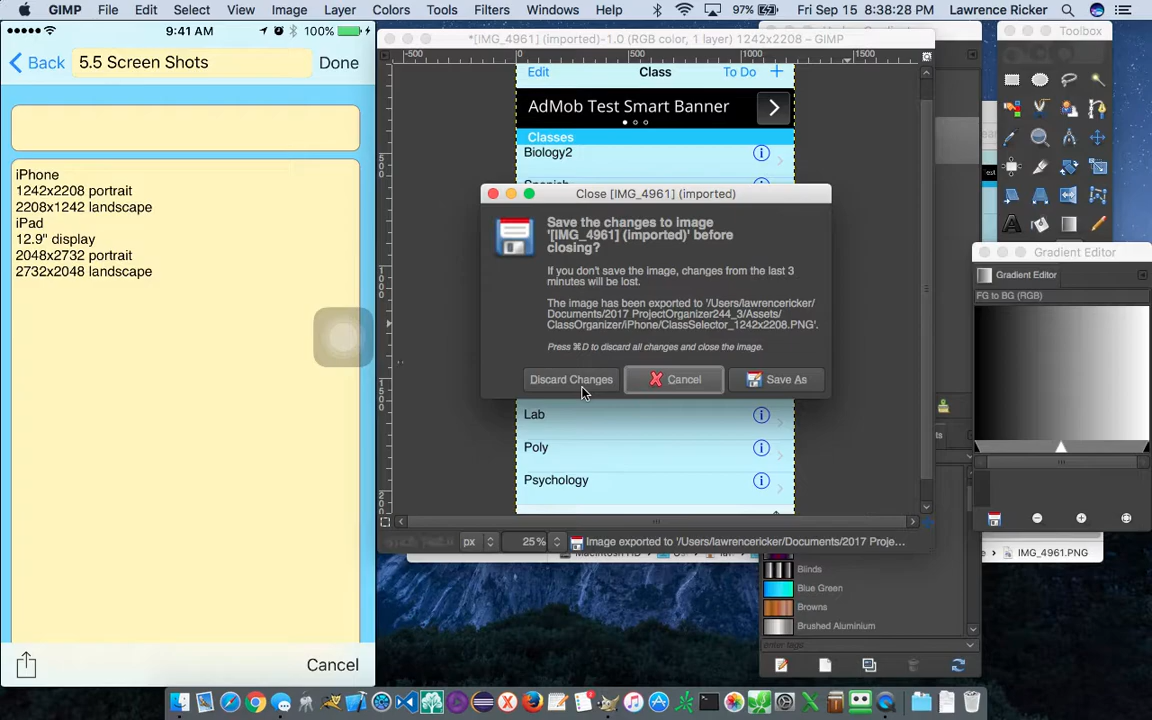 GIMP File Edit Select View Image Layer Colors Tools Filters Windows Help 97% Fri Sep 15 8:38:28 PM Lawrence Ricker
9:41 AM 100%
Back 5.5 Screen Shots Done
iPhone
1242x2208 portrait
2208x1242 landscape
iPad
12.9" display
2048x2732 portrait
2732x2048 landscape
Cancel
*[IMG_4961] (imported)-1.0 (RGB color, 1 layer) 1242x2208 – GIMP
-500 0 500 1000 1500
Edit Class To Do +
AdMob Test Smart Banner
Classes
Biology2
Close [IMG_4961] (imported)
Save the changes to image
'[IMG_4961] (imported)' before
closing?
If you don't save the image, changes from the last 3
minutes will be lost.
The image has been exported to '/Users/lawrencericker/
Documents/2017 ProjectOrganizer244_3/Assets/
ClassOrganizer/iPhone/ClassSelector_1242x2208.PNG'.
Press ⌘D to discard all changes and close the image.
Discard Changes Cancel Save As
Lab
Poly
Psychology
px 25% Image exported to '/Users/lawrencericker/Documents/2017 Proje...
Toolbox
Gradient Editor
Gradient Editor
FG to BG (RGB)
IMG_4961.PNG
Blinds
Blue Green
Browns
Brushed Aluminium
enter tags